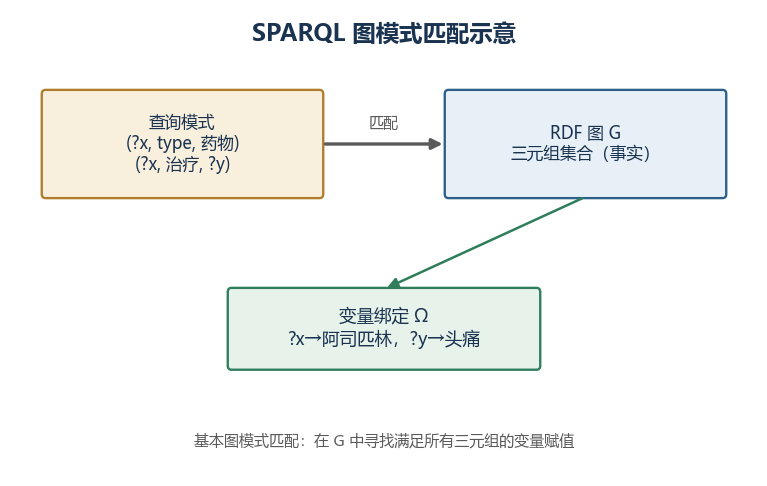 SPARQL 图模式匹配示意
查询模式
(?x, type, 药物)
(?x, 治疗, ?y)
匹配
RDF 图 G
三元组集合（事实）
变量绑定 Ω
?x→阿司匹林，?y→头痛
基本图模式匹配：在 G 中寻找满足所有三元组的变量赋值